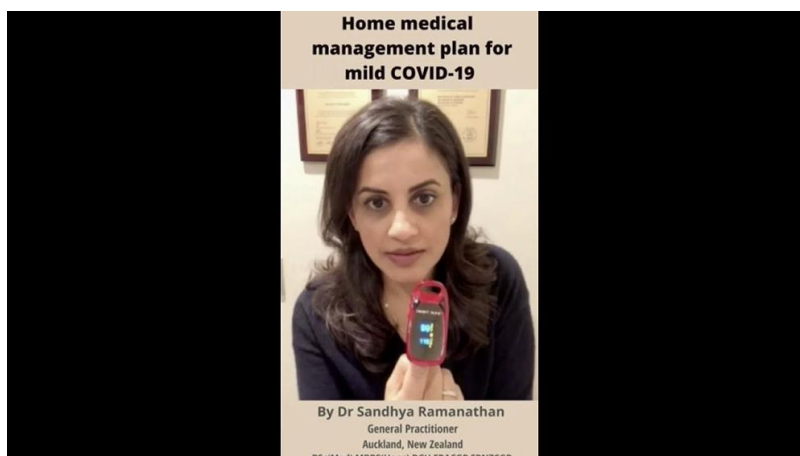 Home medical
management plan for
mild COVID-19
By Dr Sandhya Ramanathan
General Practitioner
Auckland, New Zealand